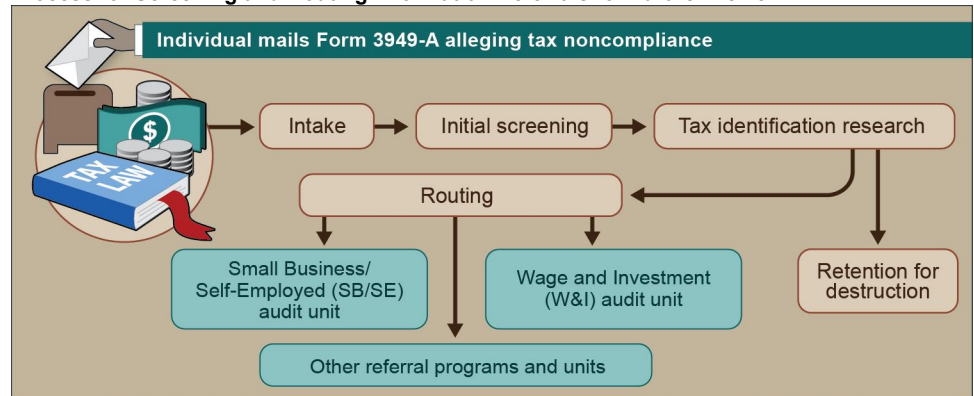 Individual mails Form 3949-A alleging tax noncompliance
$
TAX
LAW
Intake
Initial screening
Tax identification research
Routing
Small Business/
Self-Employed (SB/SE)
audit unit
Wage and Investment
(W&I) audit unit
Retention for
destruction
Other referral programs and units